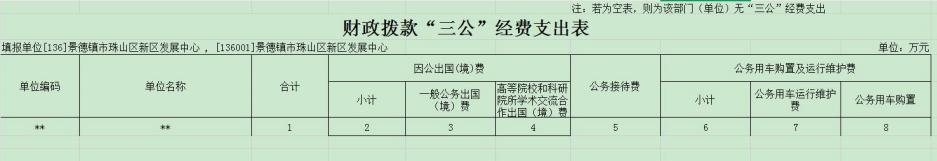 注：若为空表，则为该部门（单位）无“三公”经费支出
财政拨款“三公”经费支出表
填报单位[136]景德镇市珠山区新区发展中心 , [136001]景德镇市珠山区新区发展中心 单位：万元
单位编码 单位名称 合计 因公出国(境)费 公务接待费 公务用车购置及运行维护费
小计 一般公务出国（境）费 高等院校和科研院所学术交流合作出国（境）费 小计 公务用车运行维护费 公务用车购置
** ** 1 2 3 4 5 6 7 8